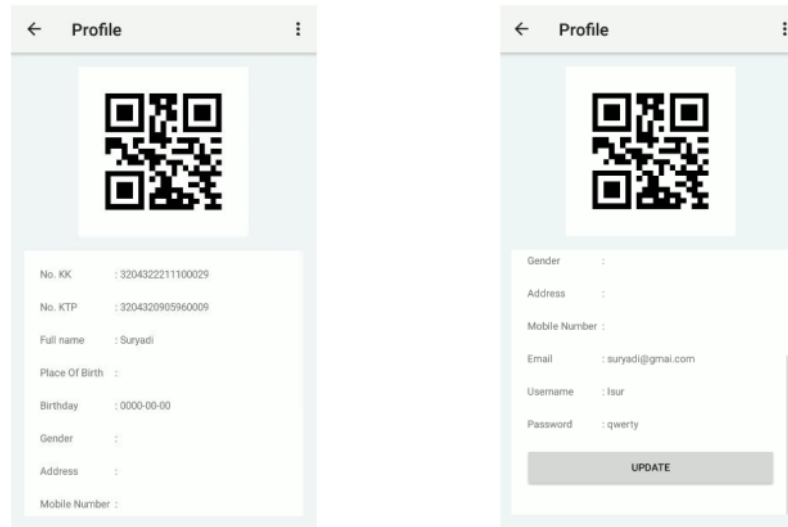 Profile
No. KK : 3204322211100029
No. KTP : 3204320905960009
Full name : Suryadi
Place Of Birth :
Birthday : 0000-00-00
Gender :
Address :
Mobile Number :
Profile
Gender :
Address :
Mobile Number :
Email : suryadi@gmai.com
Username : Isur
Password : qwerty
UPDATE